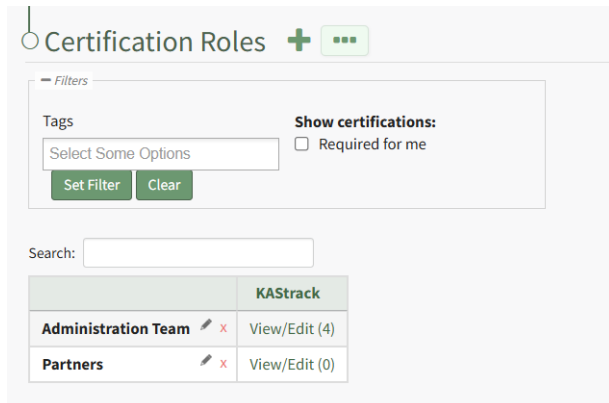 Certification Roles
Filters
Tags
Show certifications:
Select Some Options
Required for me
Set Filter Clear
Search:
KAStrack
Administration Team x View/Edit (4)
Partners x View/Edit (0)